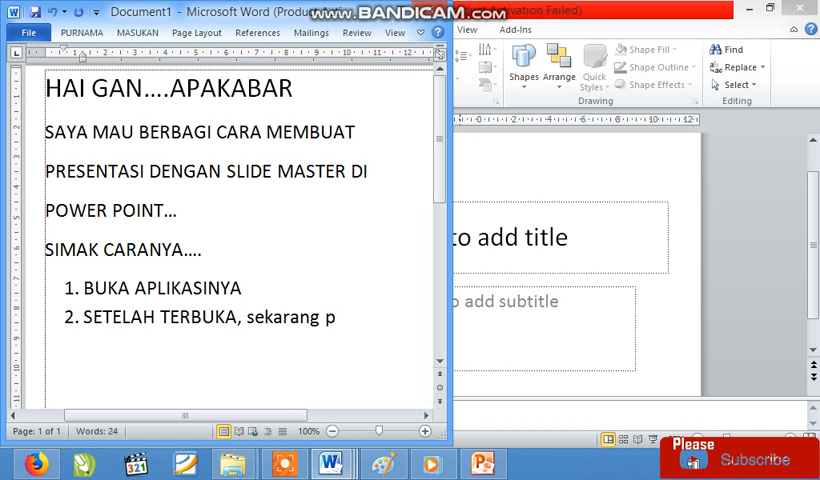 Document1 - Microsoft Word (Product
www.BANDICAM.com
Activation Failed)
File PURNAMA MASUKAN Page Layout References Mailings Review View
View Add-Ins
Shapes Arrange Quick Styles
Shape Fill
Shape Outline
Shape Effects
Drawing
Find
Replace
Select
Editing
HAI GAN....APAKABAR
SAYA MAU BERBAGI CARA MEMBUAT
PRESENTASI DENGAN SLIDE MASTER DI
POWER POINT...
SIMAK CARANYA....
1. BUKA APLIKASINYA
2. SETELAH TERBUKA, sekarang p
to add title
to add subtitle
Page: 1 of 1 Words: 24 100%
Please
Subscribe